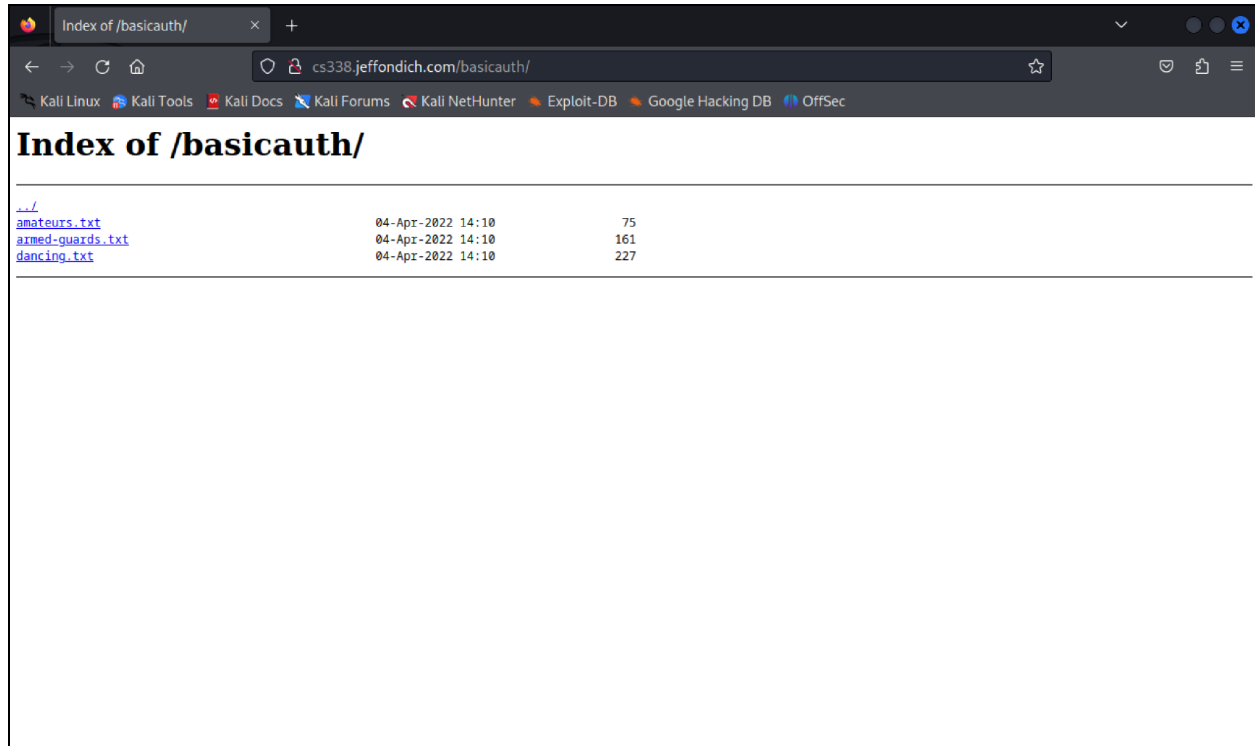 Index of /basicauth/
cs338.jeffondich.com/basicauth/
Kali Linux Kali Tools Kali Docs Kali Forums Kali NetHunter Exploit-DB Google Hacking DB OffSec
Index of /basicauth/
../
amateurs.txt 04-Apr-2022 14:10 75
armed-guards.txt 04-Apr-2022 14:10 161
dancing.txt 04-Apr-2022 14:10 227